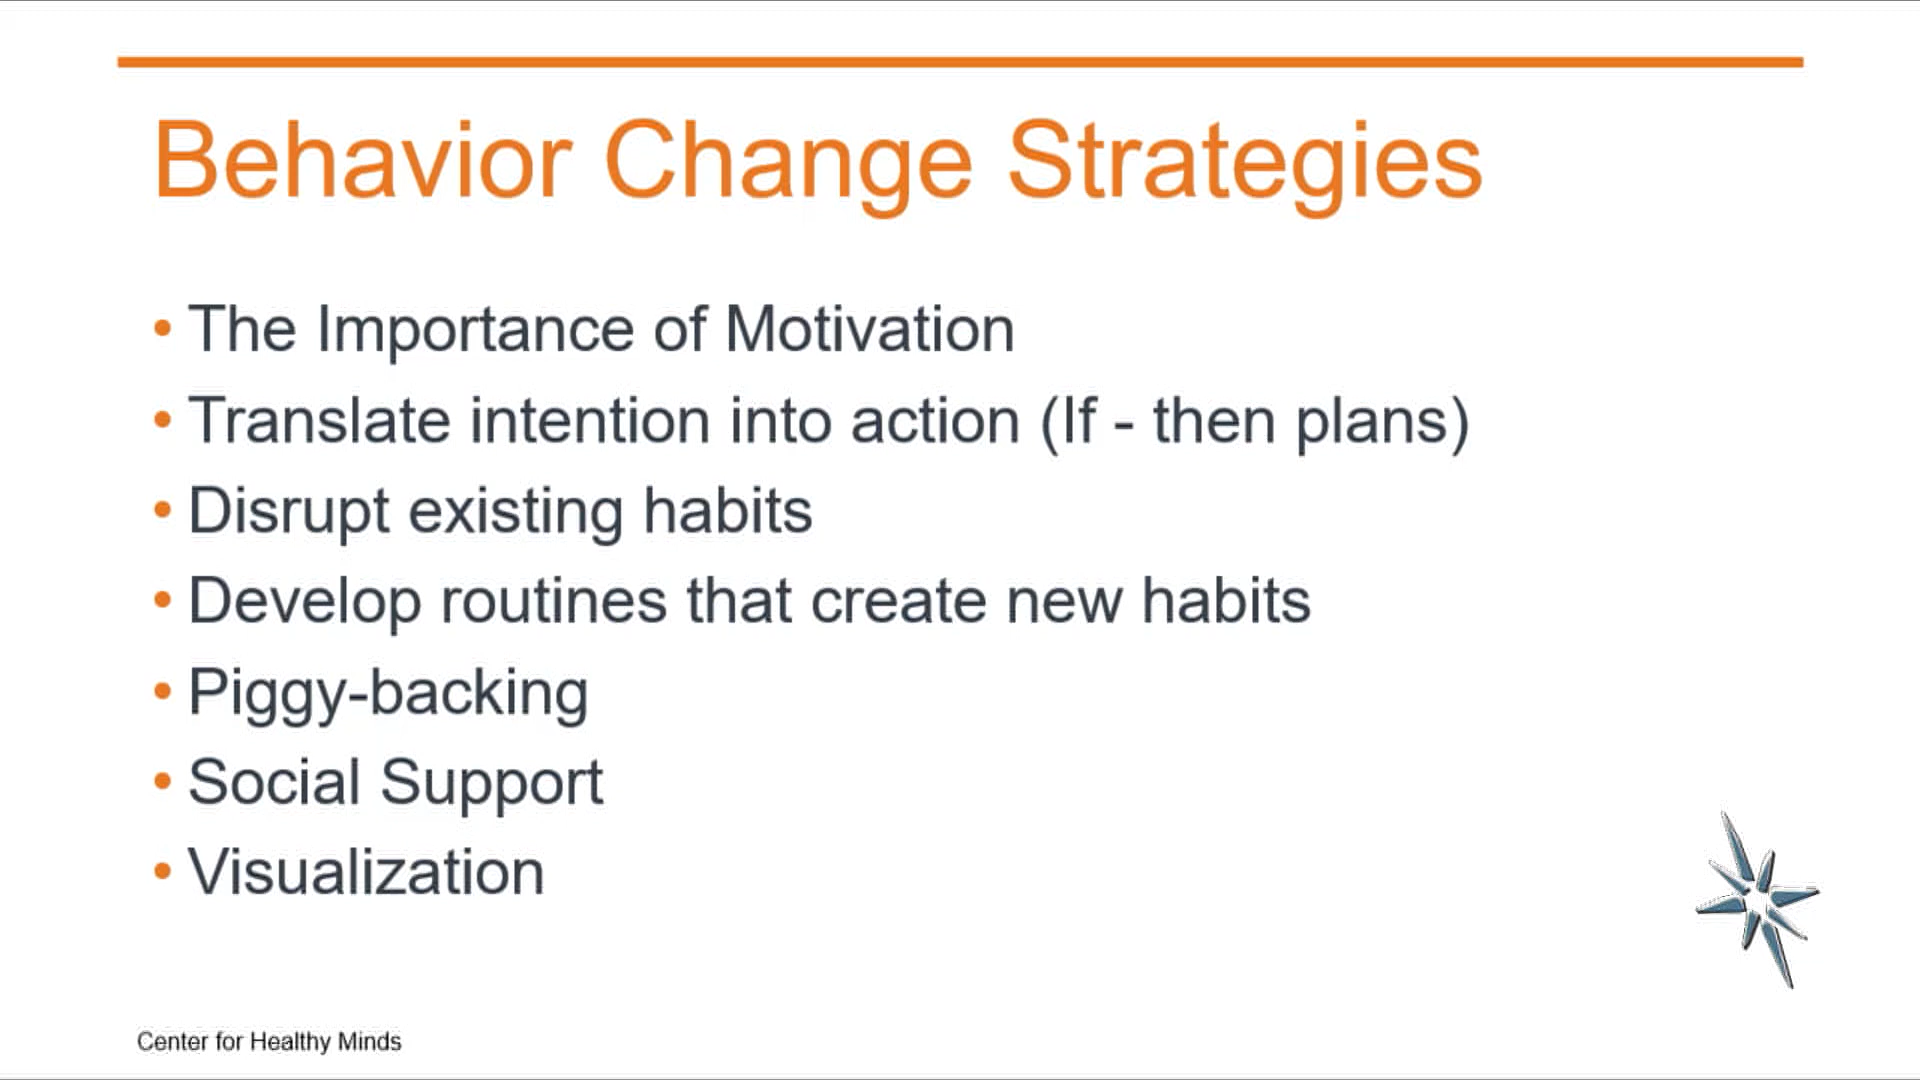 Behavior Change Strategies
• The Importance of Motivation
• Translate intention into action (If - then plans)
• Disrupt existing habits
• Develop routines that create new habits
• Piggy-backing
• Social Support
• Visualization
Center for Healthy Minds